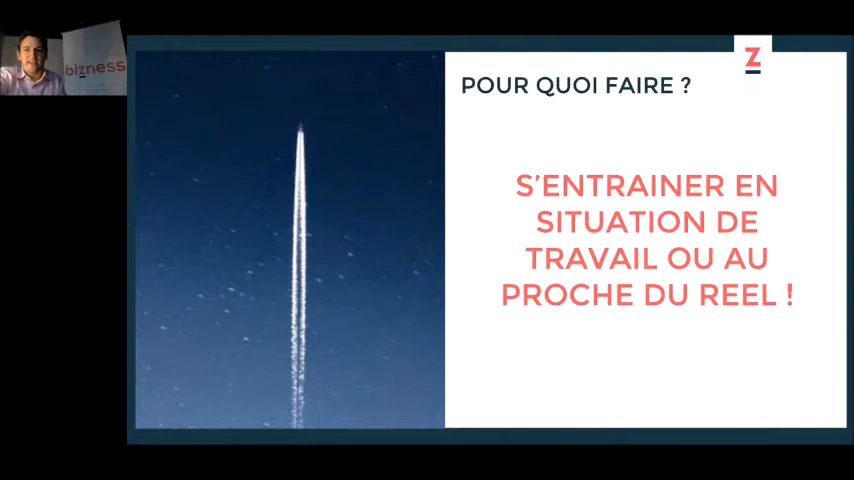 bizness
Z
POUR QUOI FAIRE ?
S’ENTRAINER EN
SITUATION DE
TRAVAIL OU AU
PROCHE DU REEL !